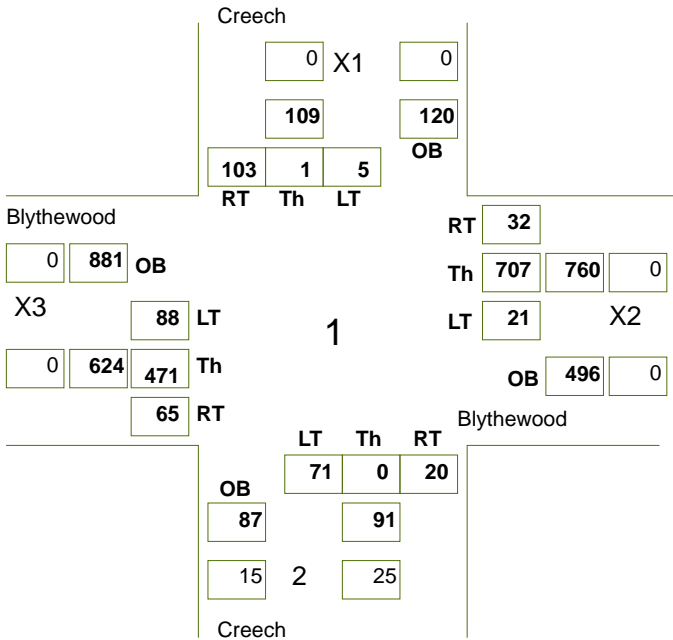 Creech
0 X1 0
109 120
OB
103 1 5
RT Th LT
Blythewood
RT 32
0 881 OB
Th 707 760 0
X3
88 LT
1
LT 21 X2
0 624 471 Th
OB 496 0
65 RT
Blythewood
LT Th RT
71 0 20
OB
87 91
15 2 25
Creech